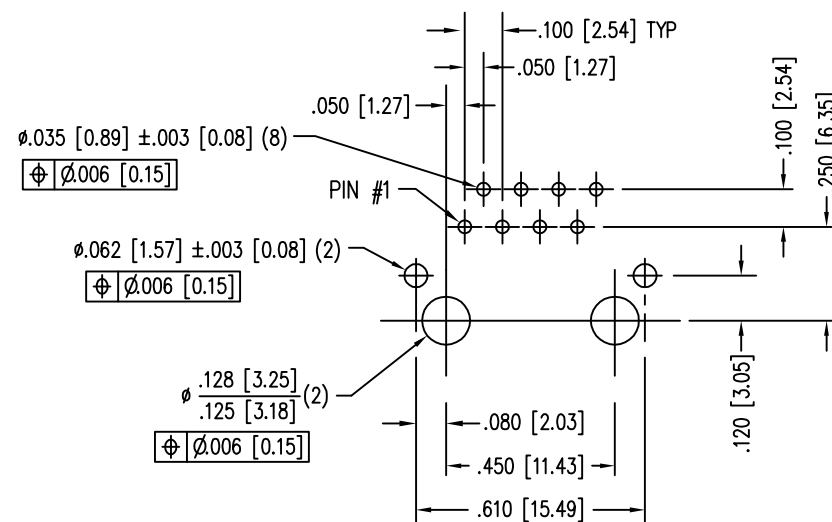 .100 [2.54] TYP
.050 [1.27]
.050 [1.27]
.100 [2.54]
.250 [6.35]
ø.035 [0.89] ±.003 [0.08] (8)
⌖ Ø.006 [0.15]
PIN #1
ø.062 [1.57] ±.003 [0.08] (2)
⌖ Ø.006 [0.15]
ø .128 [3.25]
.125 [3.18] (2)
⌖ Ø.006 [0.15]
.120 [3.05]
.080 [2.03]
.450 [11.43]
.610 [15.49]